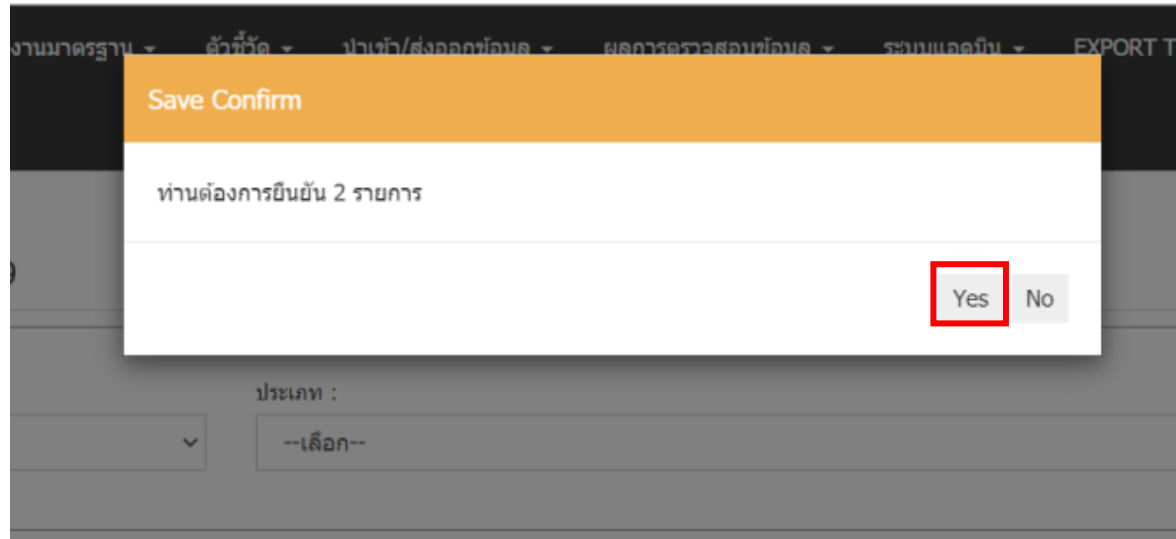 งานมาตรฐาน ตัวชี้วัด นำเข้า/ส่งออกข้อมูล ผลการตรวจสอบข้อมูล ระบบแอดมิน EXPORT T
Save Confirm
ท่านต้องการยืนยัน 2 รายการ
Yes No
ประเภท :
--เลือก--